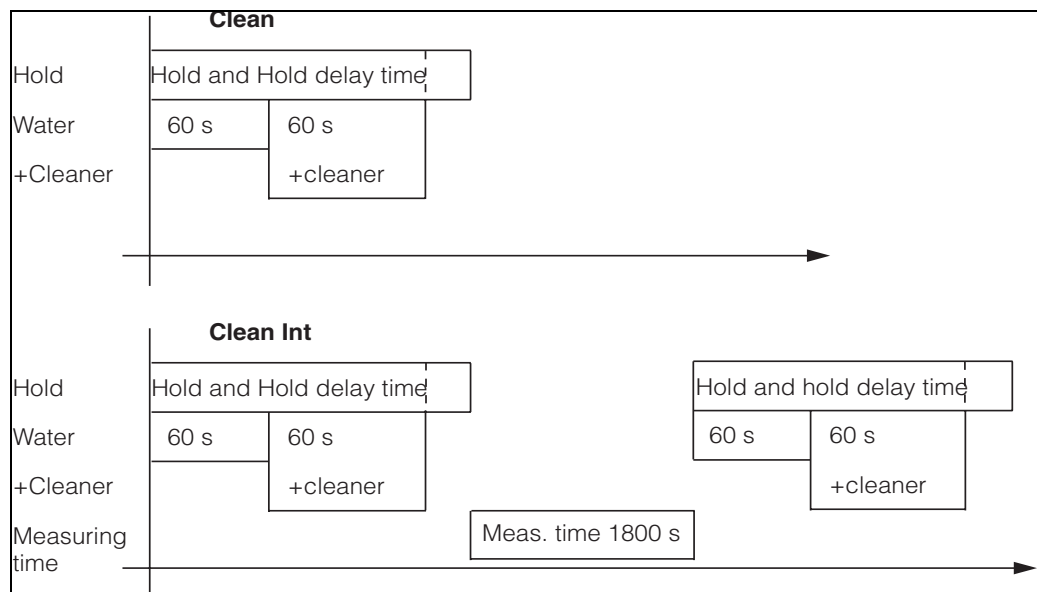 Clean
Hold
Hold and Hold delay time
Water
60 s
60 s
+Cleaner
+cleaner
Clean Int
Hold
Hold and Hold delay time
Hold and hold delay time
Water
60 s
60 s
60 s
60 s
+Cleaner
+cleaner
+cleaner
Measuring
time
Meas. time 1800 s